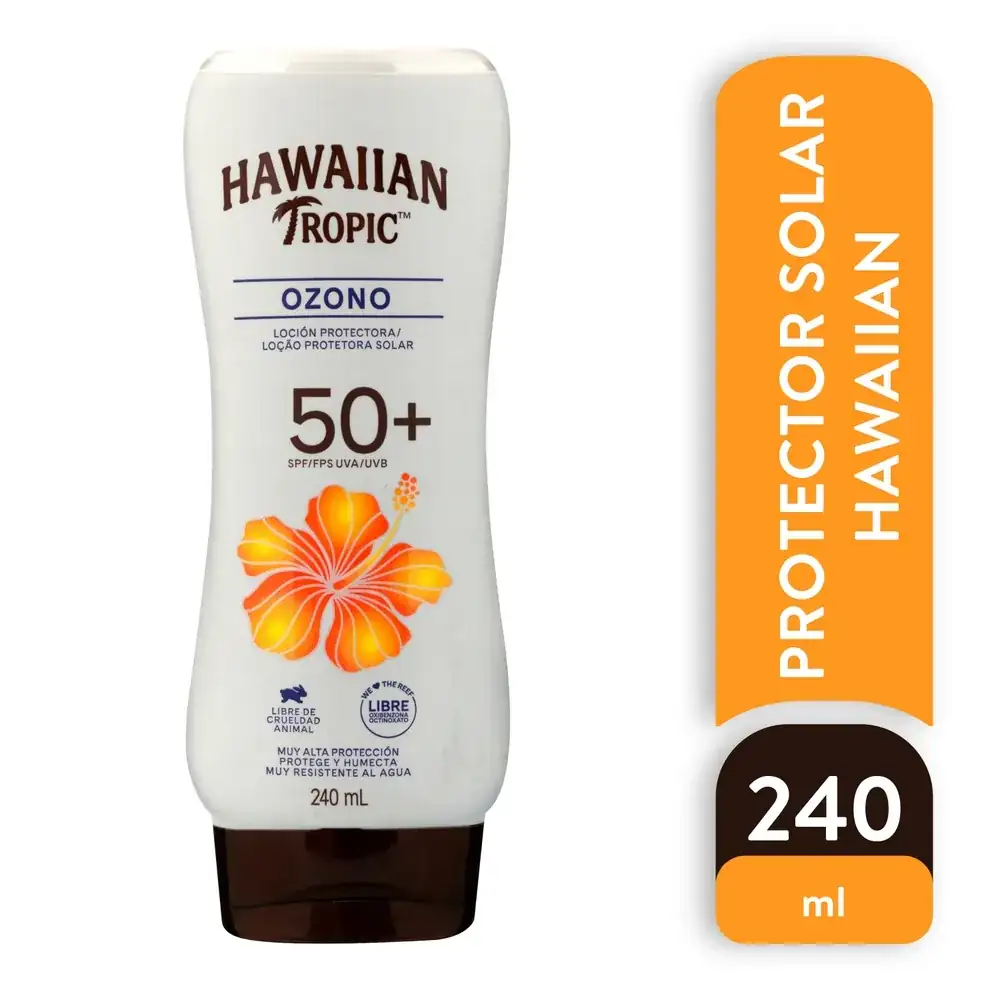 HAWAIIAN
TROPIC™
OZONO
LOCIÓN PROTECTORA/
LOÇÃO PROTETORA SOLAR
50+
SPF/FPS UVA/UVB
LIBRE DE
CRUELDAD
ANIMAL
WE ♥ THE REEF
LIBRE
OXIBENZONA
OCTINOXATO
MUY ALTA PROTECCIÓN
PROTEGE Y HUMECTA
MUY RESISTENTE AL AGUA
240 mL
PROTECTOR SOLAR
HAWAIIAN
240
ml